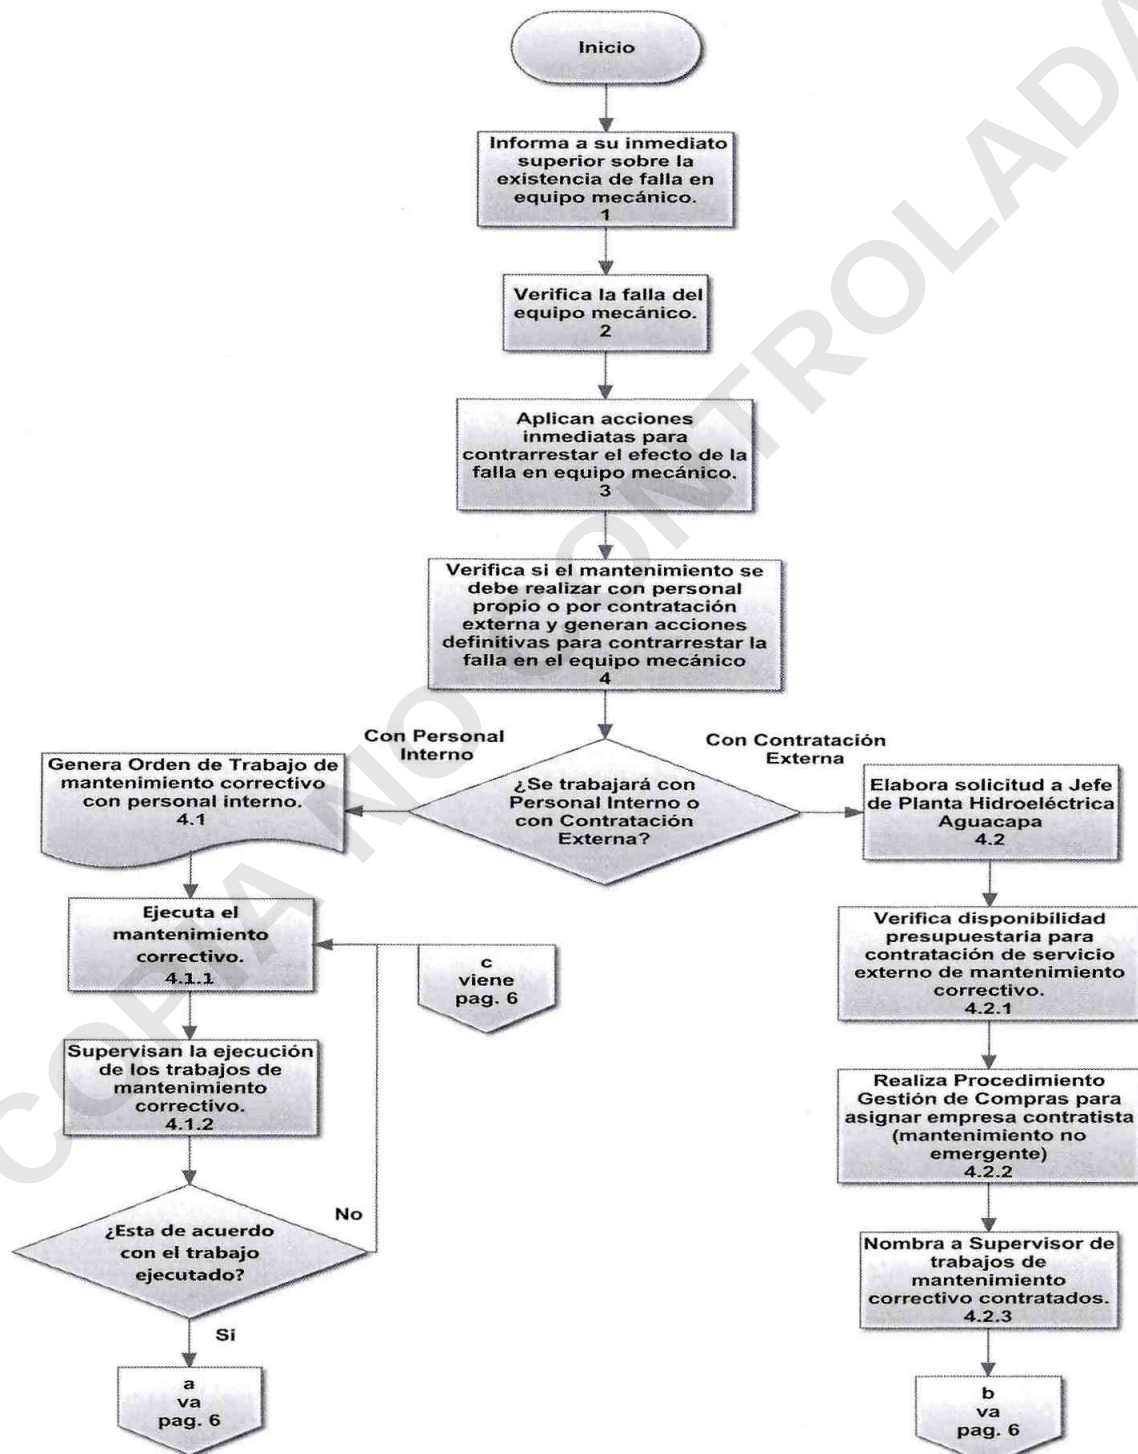 Inicio
Informa a su inmediato
superior sobre la
existencia de falla en
equipo mecánico.
1
Verifica la falla del
equipo mecánico.
2
Aplican acciones
inmediatas para
contrarrestar el efecto de la
falla en equipo mecánico.
3
Verifica si el mantenimiento se
debe realizar con personal
propio o por contratación
externa y generan acciones
definitivas para contrarrestar la
falla en el equipo mecánico
4
¿Se trabajará con
Personal Interno o
con Contratación
Externa?
Con Personal
Interno
Genera Orden de Trabajo de
mantenimiento correctivo
con personal interno.
4.1
Ejecuta el
mantenimiento
correctivo.
4.1.1
c
viene
pag. 6
Supervisan la ejecución
de los trabajos de
mantenimiento
correctivo.
4.1.2
¿Esta de acuerdo
con el trabajo
ejecutado?
No
Si
a
va
pag. 6
Con Contratación
Externa
Elabora solicitud a Jefe
de Planta Hidroeléctrica
Aguacapa
4.2
Verifica disponibilidad
presupuestaria para
contratación de servicio
externo de mantenimiento
correctivo.
4.2.1
Realiza Procedimiento
Gestión de Compras para
asignar empresa contratista
(mantenimiento no
emergente)
4.2.2
Nombra a Supervisor de
trabajos de
mantenimiento
correctivo contratados.
4.2.3
b
va
pag. 6
COPIA NO CONTROLADA